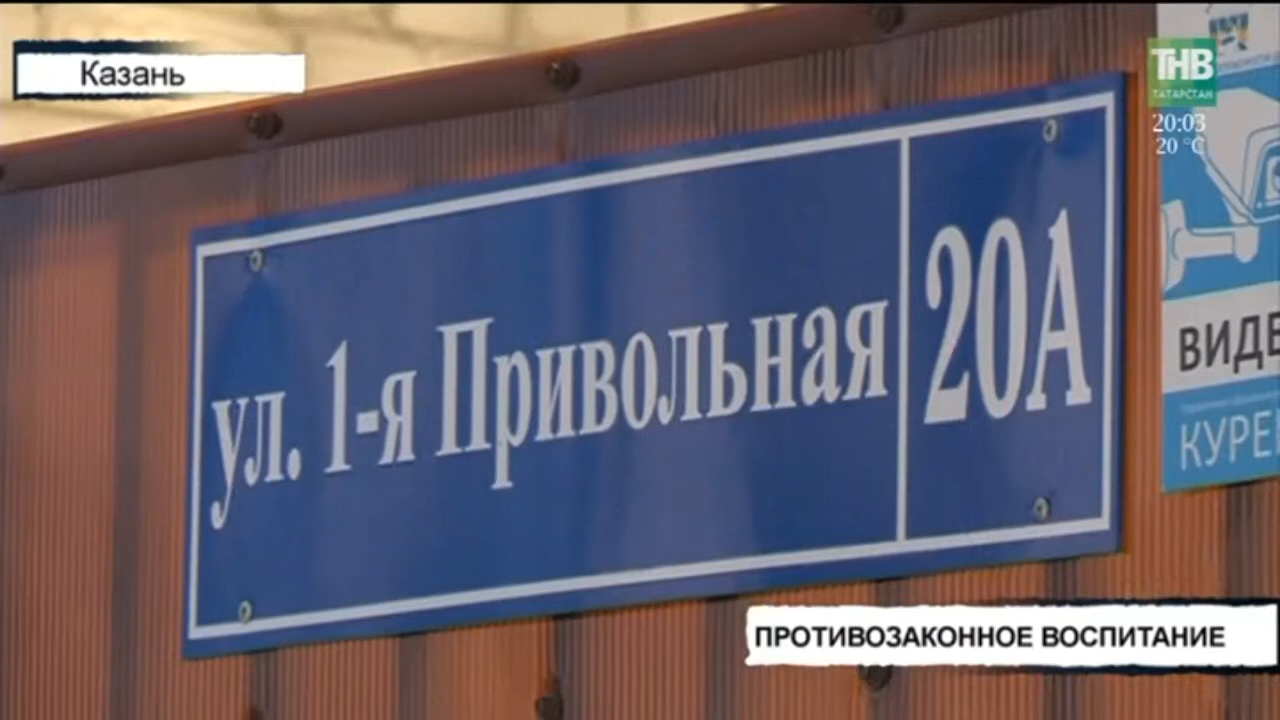 Казань
ТНВ
ТАТАРСТАН
20:03
20 °C
ул. 1-я Привольная 20А
ВИДЕ
КУРЕ
ПРОТИВОЗАКОННОЕ ВОСПИТАНИЕ